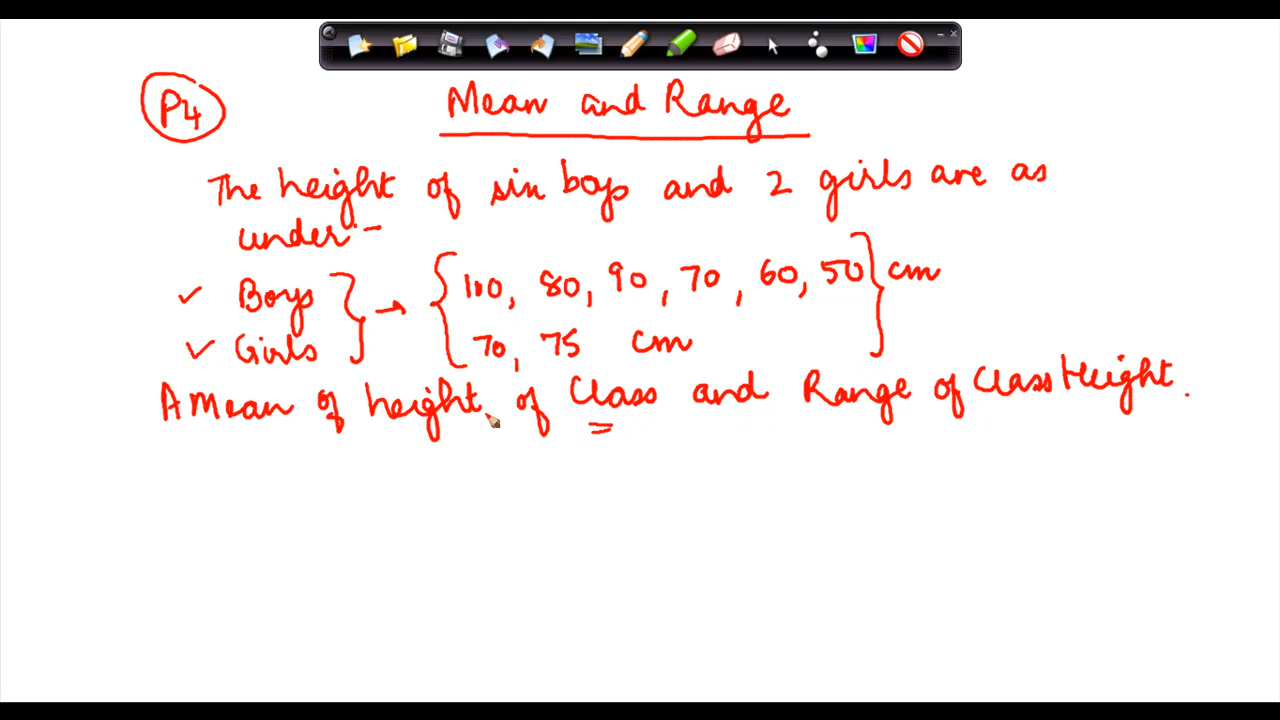 P4
Mean and Range
The height of sin boys and 2 girls are as
under:-
✓ Boys } → { 100, 80, 90, 70, 60, 50 } cm
✓ Girls 70, 75 cm
A Mean of height of Class and Range of Class Height.